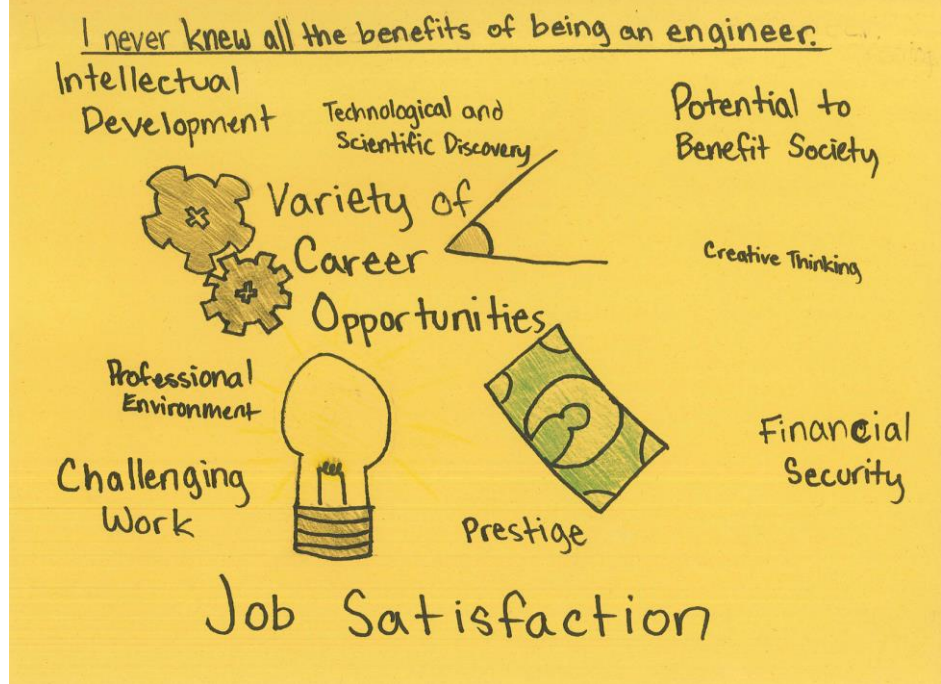 I never knew all the benefits of being an engineer.
Intellectual
Development
Technological and
Scientific Discovery
Potential to
Benefit Society
Variety of
Career
Opportunities
Creative Thinking
Professional
Environment
Financial
Security
Challenging
Work
Prestige
Job Satisfaction